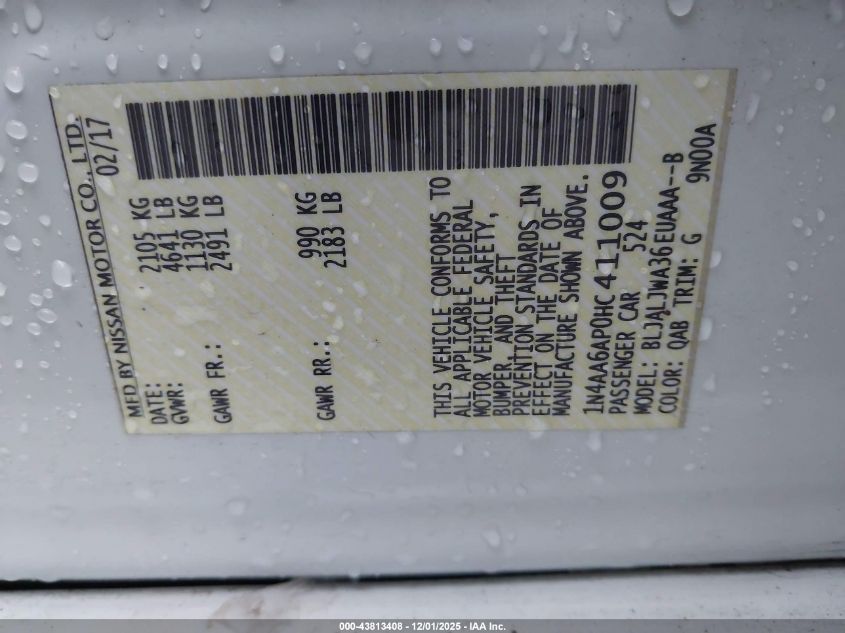 MFD BY NISSAN MOTOR CO., LTD.
DATE: 02/17
GVWR: 2105 KG
4641 LB
GAWR FR.: 1130 KG
2491 LB
GAWR RR.: 990 KG
2183 LB
THIS VEHICLE CONFORMS TO
ALL APPLICABLE FEDERAL
MOTOR VEHICLE SAFETY,
BUMPER, AND THEFT
PREVENTION STANDARDS IN
EFFECT ON THE DATE OF
MANUFACTURE SHOWN ABOVE.
1N4AA6AP0HC411009
PASSENGER CAR 524
MODEL: BLJALJWA36EUAAA--B
COLOR: QAB TRIM: G 9N00A
000-43813408 - 12/01/2025 - IAA Inc.